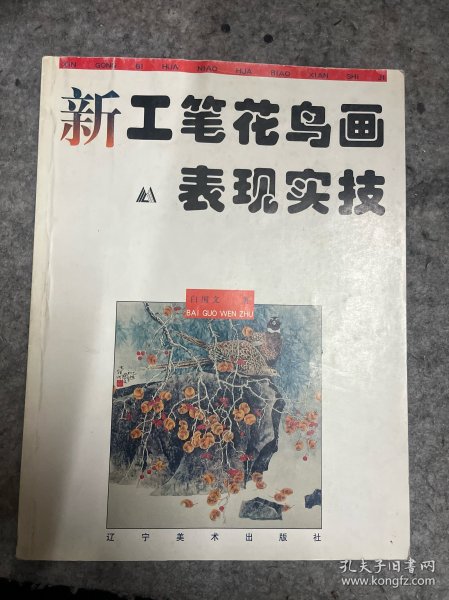 XIN GONG BI HUA NIAO HUA BIAO XIAN SHI JI
新工笔花鸟画
表现实技
白国文 著
BAI GUO WEN ZHU
辽宁美术出版社
孔夫子旧书网
www.kongfz.com